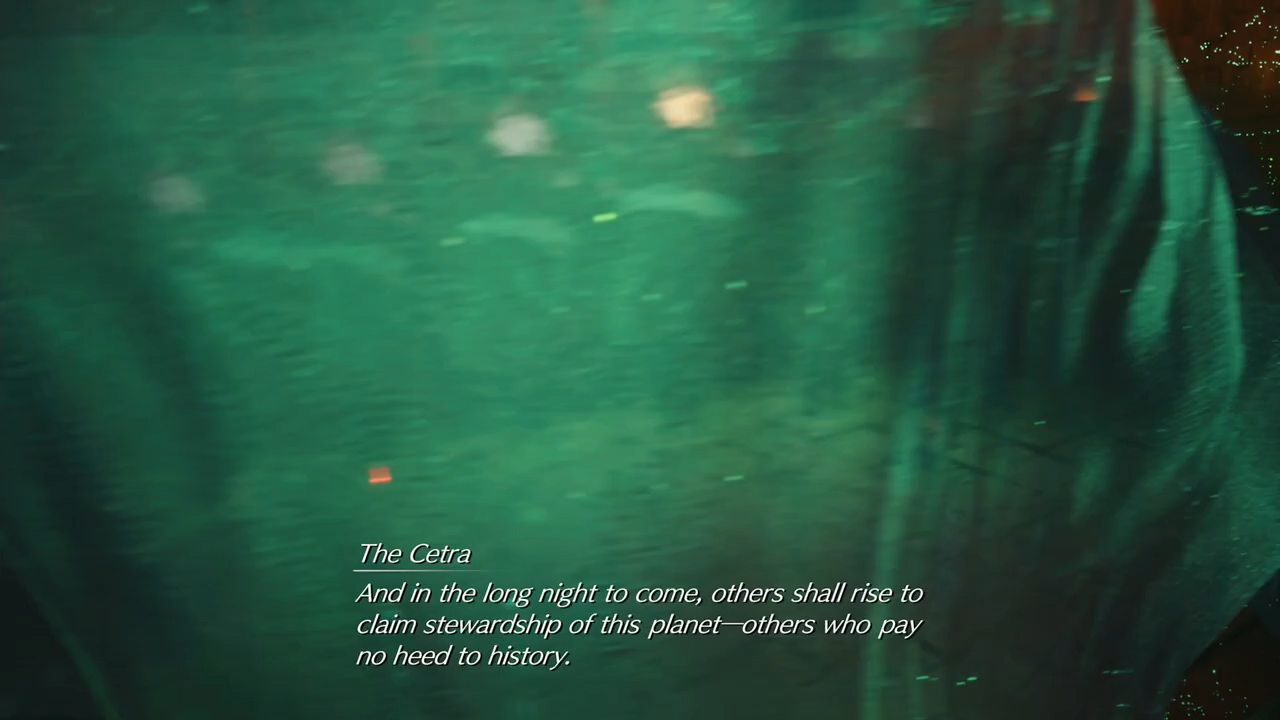 The Cetra
And in the long night to come, others shall rise to
claim stewardship of this planet—others who pay
no heed to history.